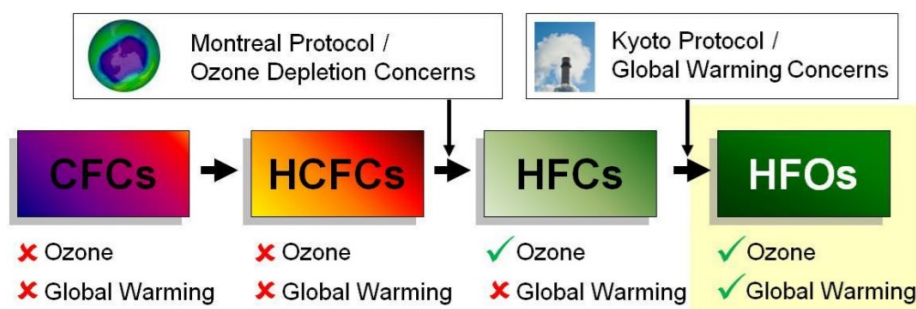 Montreal Protocol /
Ozone Depletion Concerns
Kyoto Protocol /
Global Warming Concerns
CFCs
HCFCs
HFCs
HFOs
✘ Ozone
✘ Global Warming
✘ Ozone
✘ Global Warming
✓ Ozone
✘ Global Warming
✓ Ozone
✓ Global Warming